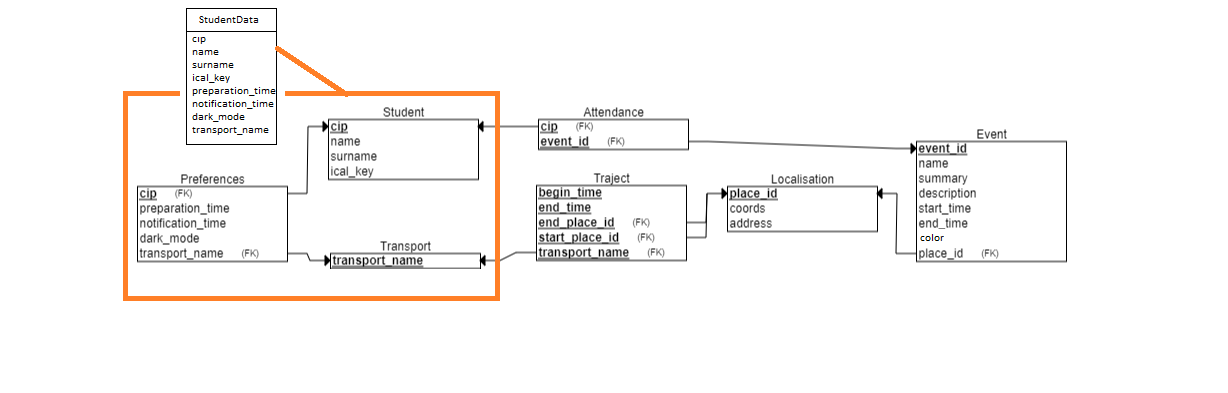 StudentData
cip
name
surname
ical_key
preparation_time
notification_time
dark_mode
transport_name
Student
cip
name
surname
ical_key
Preferences
cip (FK)
preparation_time
notification_time
dark_mode
transport_name (FK)
Transport
transport_name
Attendance
cip (FK)
event_id (FK)
Traject
begin_time
end_time
end_place_id (FK)
start_place_id (FK)
transport_name (FK)
Localisation
place_id
coords
address
Event
event_id
name
summary
description
start_time
end_time
color
place_id (FK)